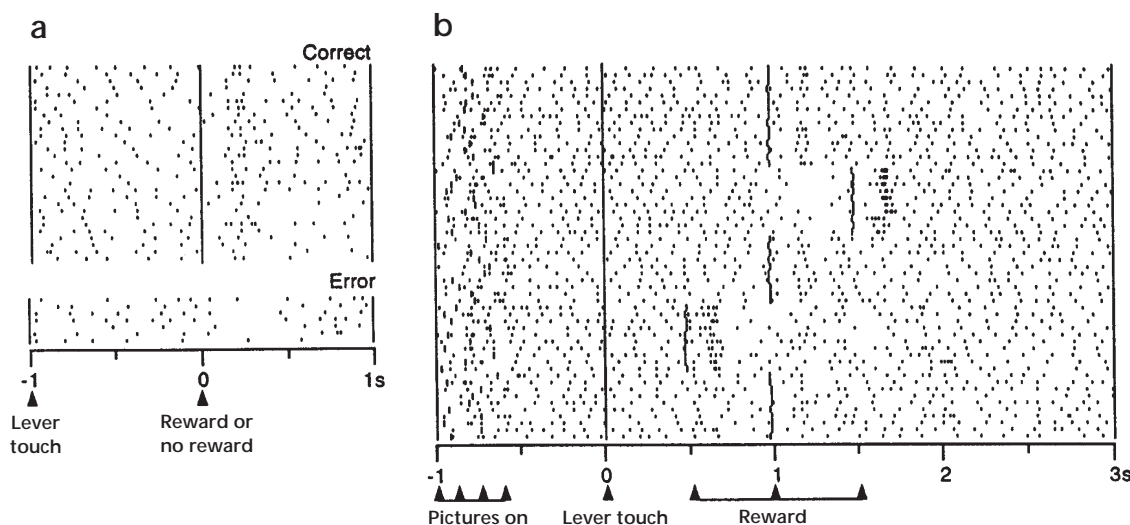 a
Correct
Error
-1 0 1s
Lever touch
Reward or no reward
b
-1 0 1 2 3s
Pictures on Lever touch Reward